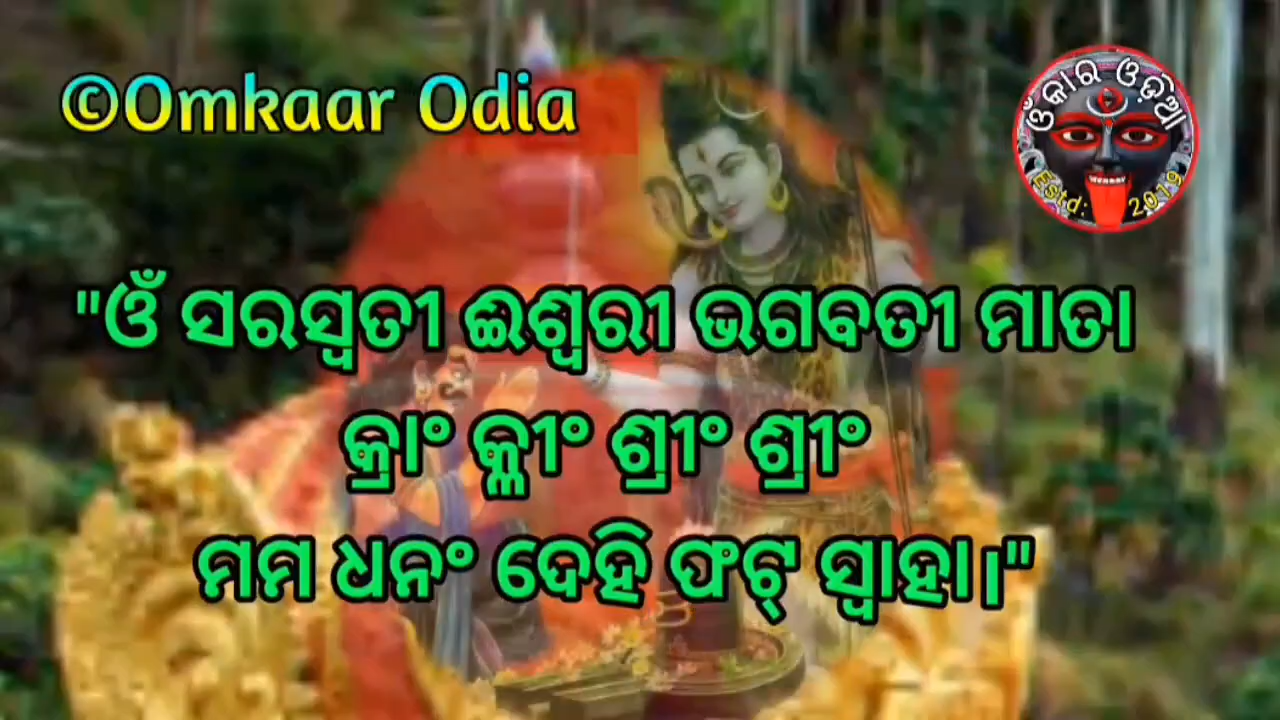 ©Omkaar Odia
ଓଁକାର ଓଡ଼ିଆ
Estd: 2019
"ଓଁ ସରସ୍ୱତୀ ଈଶ୍ୱରୀ ଭଗବତୀ ମାତା
କ୍ରାଂ କ୍ଳୀଂ ଶ୍ରୀଂ ଶ୍ରୀଂ
ମମ ଧନଂ ଦେହି ଫଟ୍ ସ୍ୱାହା।"